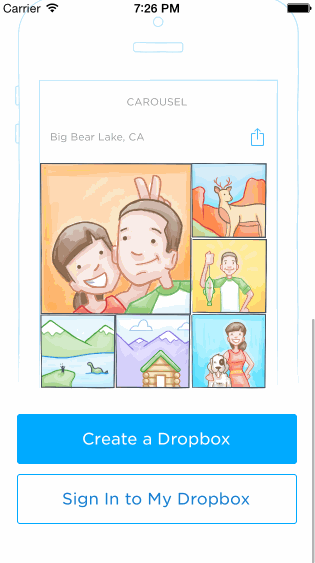 Carrier 7:26 PM
CAROUSEL
Big Bear Lake, CA
Create a Dropbox
Sign In to My Dropbox